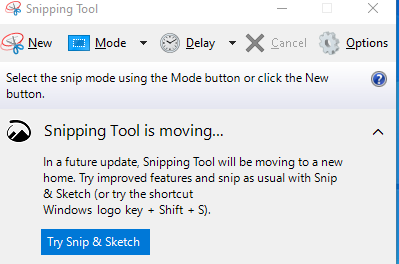 Snipping Tool
New Mode Delay Cancel Options
Select the snip mode using the Mode button or click the New
button.
?
Snipping Tool is moving...
In a future update, Snipping Tool will be moving to a new
home. Try improved features and snip as usual with Snip
& Sketch (or try the shortcut
Windows logo key + Shift + S).
Try Snip & Sketch